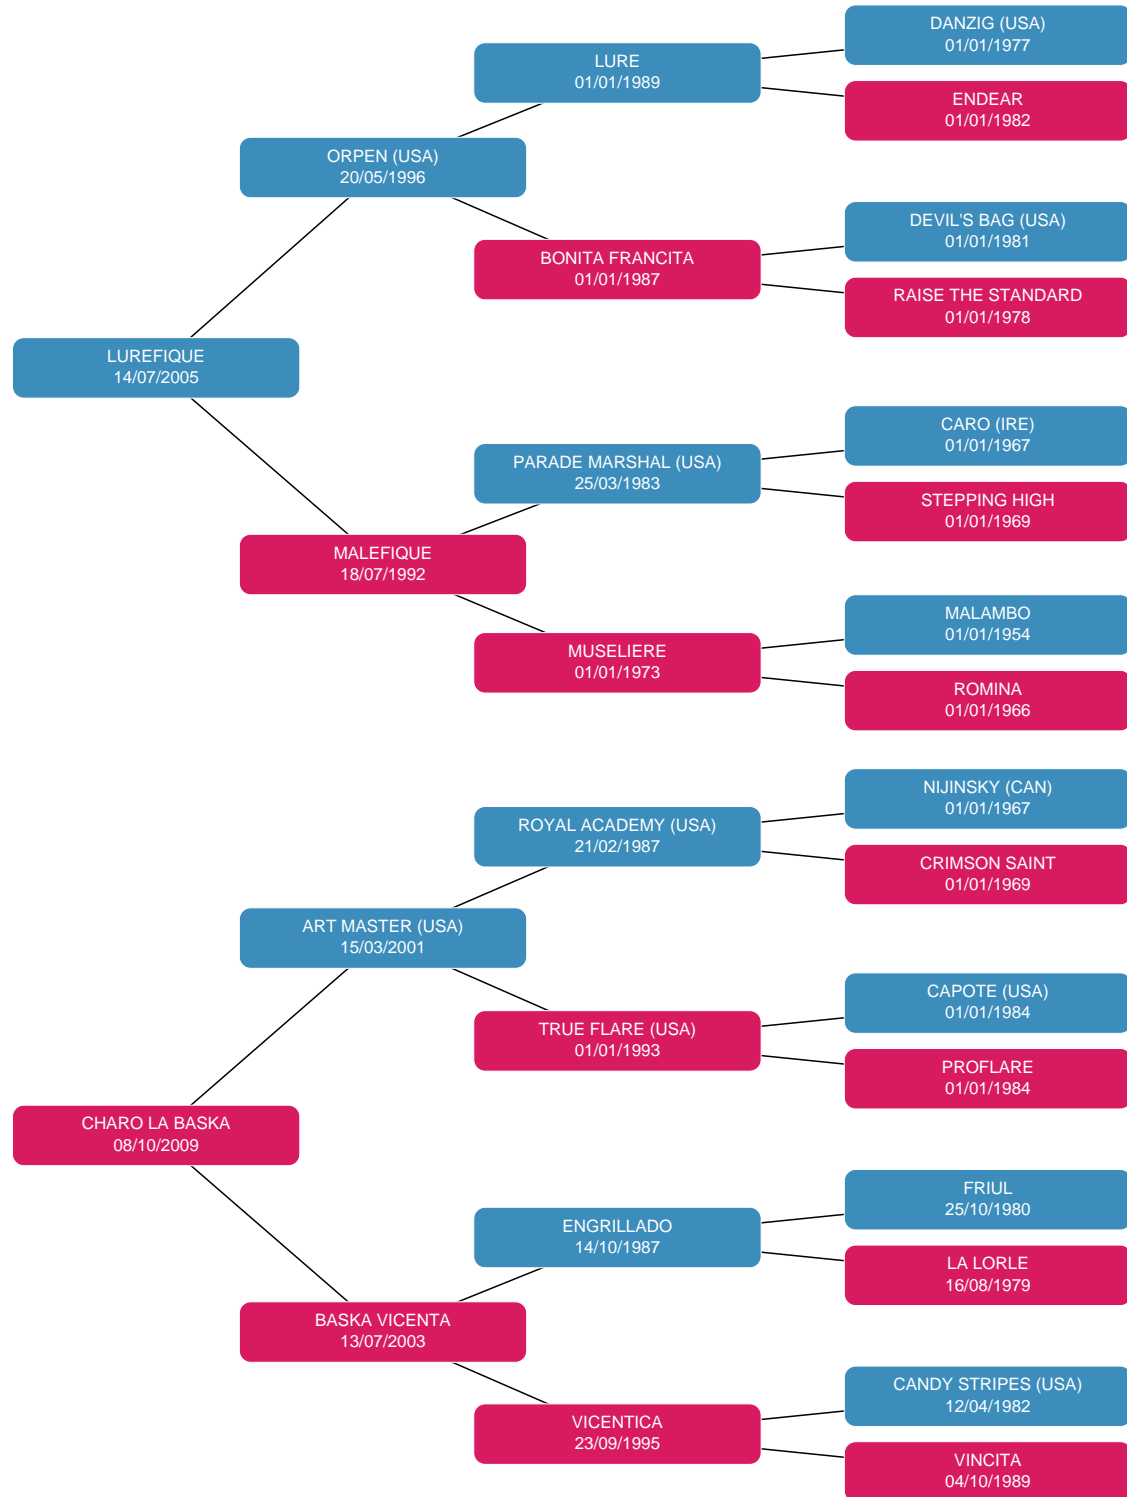 DANZIG (USA)
01/01/1977
LURE
01/01/1989
ENDEAR
01/01/1982
ORPEN (USA)
20/05/1996
DEVIL'S BAG (USA)
01/01/1981
BONITA FRANCITA
01/01/1987
RAISE THE STANDARD
01/01/1978
LUREFIQUE
14/07/2005
CARO (IRE)
01/01/1967
PARADE MARSHAL (USA)
25/03/1983
STEPPING HIGH
01/01/1969
MALEFIQUE
18/07/1992
MALAMBO
01/01/1954
MUSELIERE
01/01/1973
ROMINA
01/01/1966
NIJINSKY (CAN)
01/01/1967
ROYAL ACADEMY (USA)
21/02/1987
CRIMSON SAINT
01/01/1969
ART MASTER (USA)
15/03/2001
CAPOTE (USA)
01/01/1984
TRUE FLARE (USA)
01/01/1993
PROFLARE
01/01/1984
CHARO LA BASKA
08/10/2009
FRIUL
25/10/1980
ENGRILLADO
14/10/1987
LA LORLE
16/08/1979
BASKA VICENTA
13/07/2003
CANDY STRIPES (USA)
12/04/1982
VICENTICA
23/09/1995
VINCITA
04/10/1989